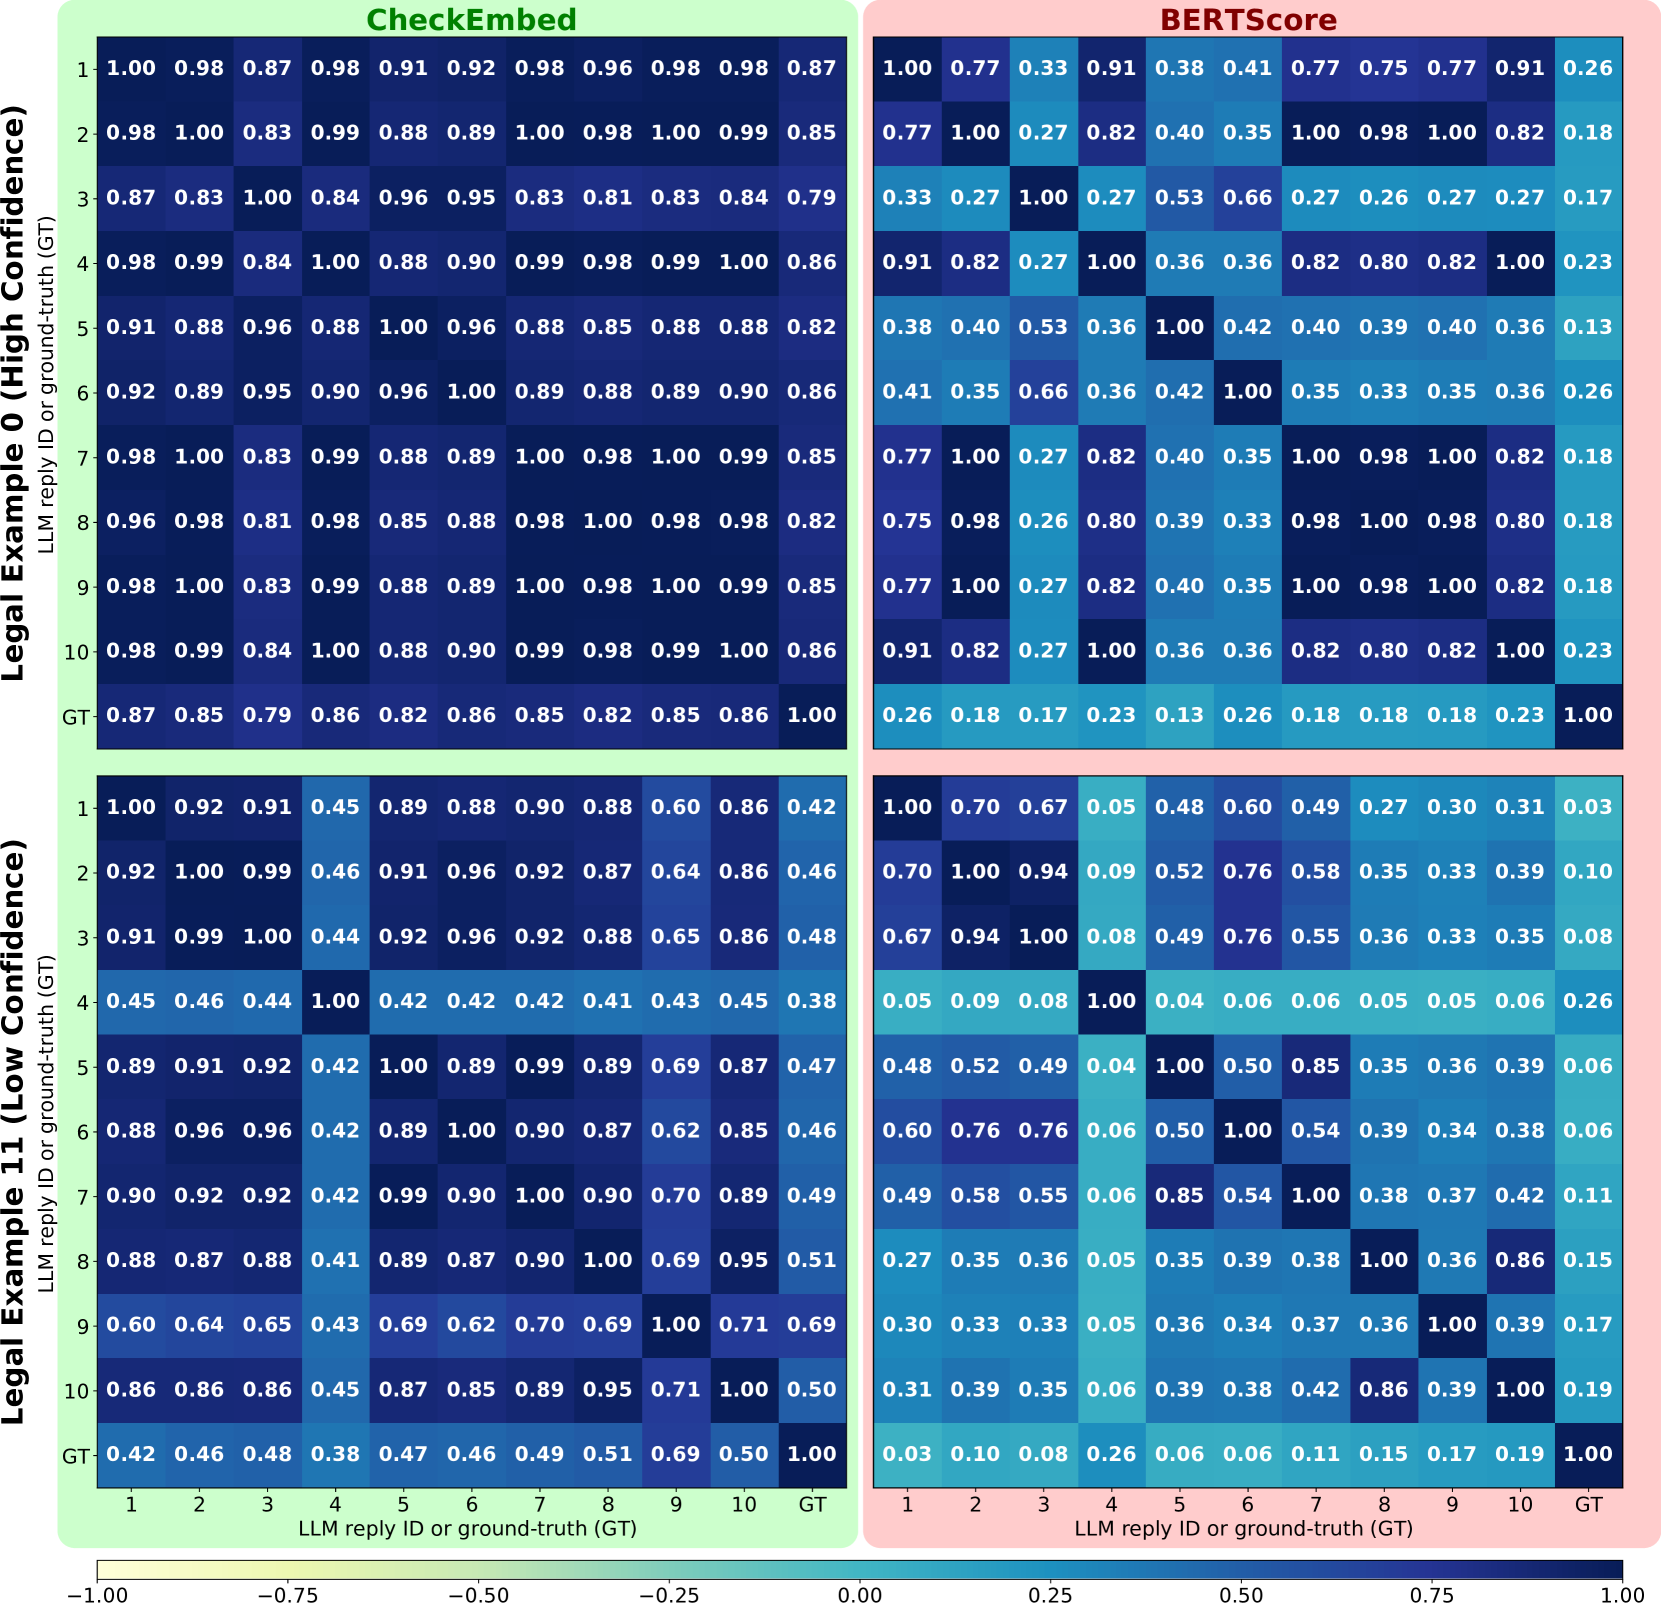 CheckEmbed
BERTScore
Legal Example 0 (High Confidence)
LLM reply ID or ground-truth (GT)
1 1.00 0.98 0.87 0.98 0.91 0.92 0.98 0.96 0.98 0.98 0.87 1.00 0.77 0.33 0.91 0.38 0.41 0.77 0.75 0.77 0.91 0.26
2 0.98 1.00 0.83 0.99 0.88 0.89 1.00 0.98 1.00 0.99 0.85 0.77 1.00 0.27 0.82 0.40 0.35 1.00 0.98 1.00 0.82 0.18
3 0.87 0.83 1.00 0.84 0.96 0.95 0.83 0.81 0.83 0.84 0.79 0.33 0.27 1.00 0.27 0.53 0.66 0.27 0.26 0.27 0.27 0.17
4 0.98 0.99 0.84 1.00 0.88 0.90 0.99 0.98 0.99 1.00 0.86 0.91 0.82 0.27 1.00 0.36 0.36 0.82 0.80 0.82 1.00 0.23
5 0.91 0.88 0.96 0.88 1.00 0.96 0.88 0.85 0.88 0.88 0.82 0.38 0.40 0.53 0.36 1.00 0.42 0.40 0.39 0.40 0.36 0.13
6 0.92 0.89 0.95 0.90 0.96 1.00 0.89 0.88 0.89 0.90 0.86 0.41 0.35 0.66 0.36 0.42 1.00 0.35 0.33 0.35 0.36 0.26
7 0.98 1.00 0.83 0.99 0.88 0.89 1.00 0.98 1.00 0.99 0.85 0.77 1.00 0.27 0.82 0.40 0.35 1.00 0.98 1.00 0.82 0.18
8 0.96 0.98 0.81 0.98 0.85 0.88 0.98 1.00 0.98 0.98 0.82 0.75 0.98 0.26 0.80 0.39 0.33 0.98 1.00 0.98 0.80 0.18
9 0.98 1.00 0.83 0.99 0.88 0.89 1.00 0.98 1.00 0.99 0.85 0.77 1.00 0.27 0.82 0.40 0.35 1.00 0.98 1.00 0.82 0.18
10 0.98 0.99 0.84 1.00 0.88 0.90 0.99 0.98 0.99 1.00 0.86 0.91 0.82 0.27 1.00 0.36 0.36 0.82 0.80 0.82 1.00 0.23
GT 0.87 0.85 0.79 0.86 0.82 0.86 0.85 0.82 0.85 0.86 1.00 0.26 0.18 0.17 0.23 0.13 0.26 0.18 0.18 0.18 0.23 1.00
Legal Example 11 (Low Confidence)
LLM reply ID or ground-truth (GT)
1 1.00 0.92 0.91 0.45 0.89 0.88 0.90 0.88 0.60 0.86 0.42 1.00 0.70 0.67 0.05 0.48 0.60 0.49 0.27 0.30 0.31 0.03
2 0.92 1.00 0.99 0.46 0.91 0.96 0.92 0.87 0.64 0.86 0.46 0.70 1.00 0.94 0.09 0.52 0.76 0.58 0.35 0.33 0.39 0.10
3 0.91 0.99 1.00 0.44 0.92 0.96 0.92 0.88 0.65 0.86 0.48 0.67 0.94 1.00 0.08 0.49 0.76 0.55 0.36 0.33 0.35 0.08
4 0.45 0.46 0.44 1.00 0.42 0.42 0.42 0.41 0.43 0.45 0.38 0.05 0.09 0.08 1.00 0.04 0.06 0.06 0.05 0.05 0.06 0.26
5 0.89 0.91 0.92 0.42 1.00 0.89 0.99 0.89 0.69 0.87 0.47 0.48 0.52 0.49 0.04 1.00 0.50 0.85 0.35 0.36 0.39 0.06
6 0.88 0.96 0.96 0.42 0.89 1.00 0.90 0.87 0.62 0.85 0.46 0.60 0.76 0.76 0.06 0.50 1.00 0.54 0.39 0.34 0.38 0.06
7 0.90 0.92 0.92 0.42 0.99 0.90 1.00 0.90 0.70 0.89 0.49 0.49 0.58 0.55 0.06 0.85 0.54 1.00 0.38 0.37 0.42 0.11
8 0.88 0.87 0.88 0.41 0.89 0.87 0.90 1.00 0.69 0.95 0.51 0.27 0.35 0.36 0.05 0.35 0.39 0.38 1.00 0.36 0.86 0.15
9 0.60 0.64 0.65 0.43 0.69 0.62 0.70 0.69 1.00 0.71 0.69 0.30 0.33 0.33 0.05 0.36 0.34 0.37 0.36 1.00 0.39 0.17
10 0.86 0.86 0.86 0.45 0.87 0.85 0.89 0.95 0.71 1.00 0.50 0.31 0.39 0.35 0.06 0.39 0.38 0.42 0.86 0.39 1.00 0.19
GT 0.42 0.46 0.48 0.38 0.47 0.46 0.49 0.51 0.69 0.50 1.00 0.03 0.10 0.08 0.26 0.06 0.06 0.11 0.15 0.17 0.19 1.00
1 2 3 4 5 6 7 8 9 10 GT 1 2 3 4 5 6 7 8 9 10 GT
LLM reply ID or ground-truth (GT)
LLM reply ID or ground-truth (GT)
−1.00 −0.75 −0.50 −0.25 0.00 0.25 0.50 0.75 1.00